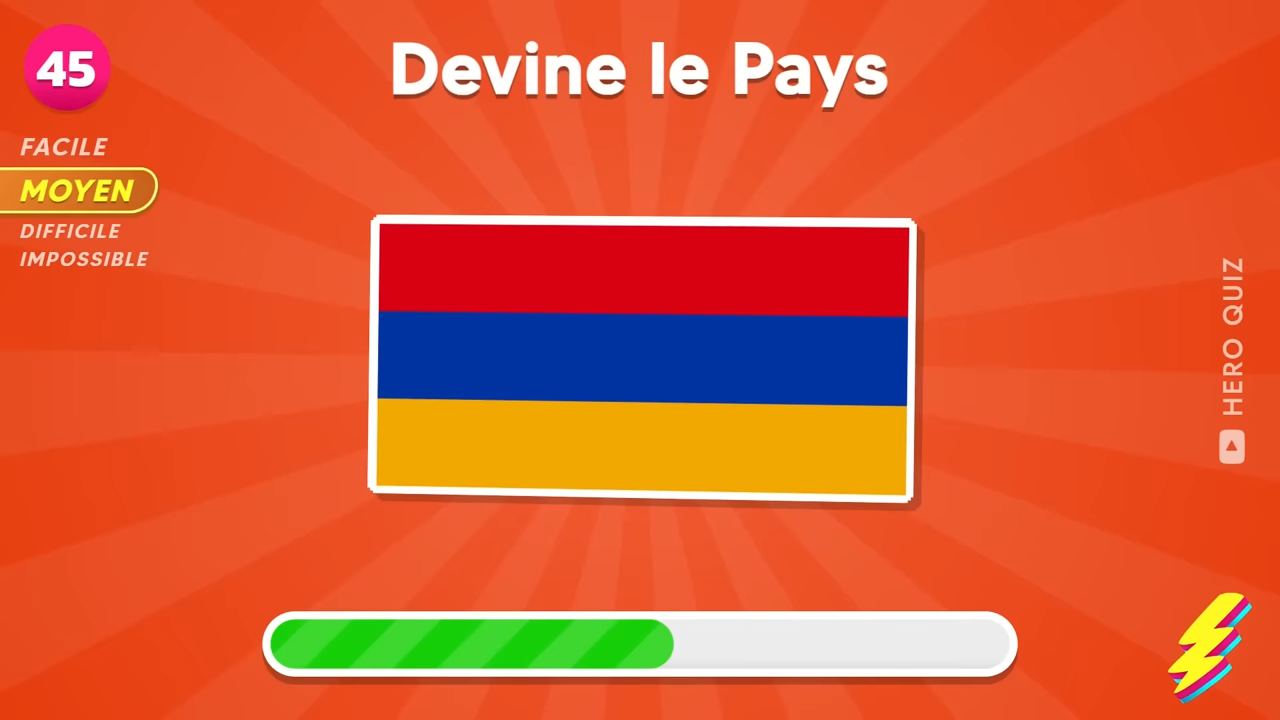 45
Devine le Pays
FACILE
MOYEN
DIFFICILE
IMPOSSIBLE
HERO QUIZ